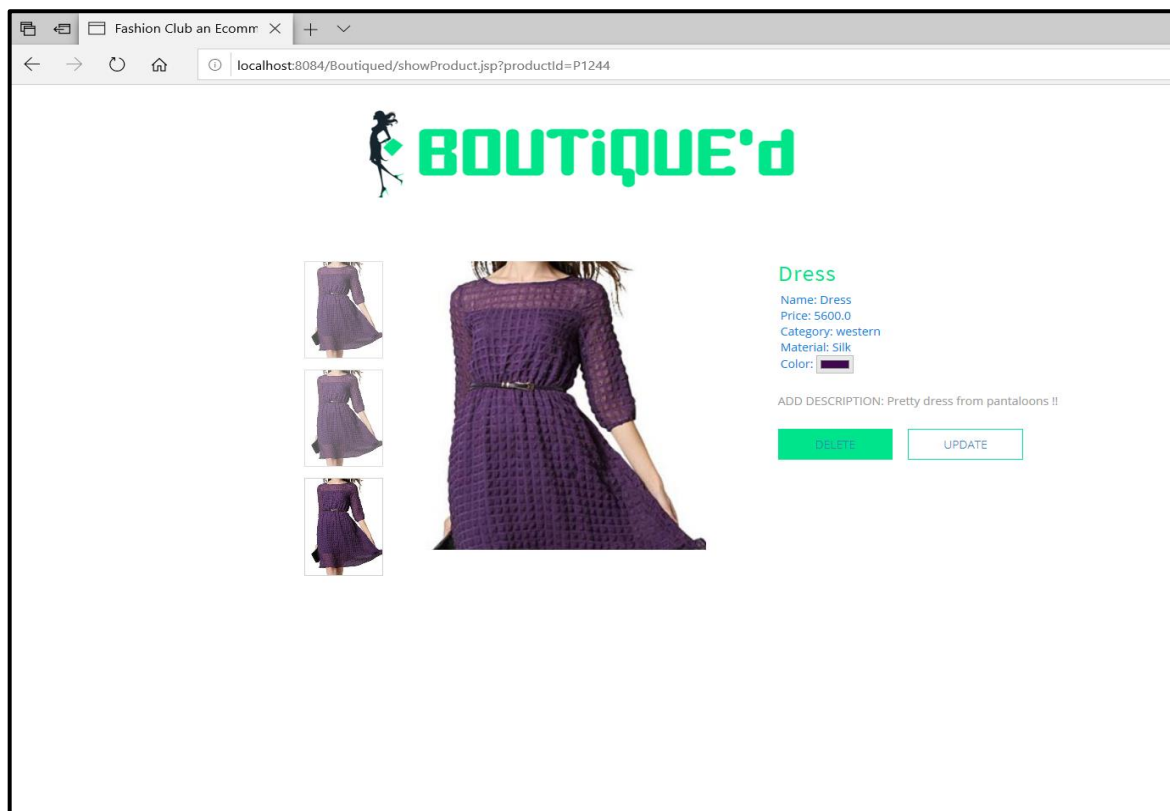 Fashion Club an Ecomm
localhost:8084/Boutiqued/showProduct.jsp?productId=P1244
BOUTiQUE'd
Dress
Name: Dress
Price: 5600.0
Category: western
Material: Silk
Color:
ADD DESCRIPTION: Pretty dress from pantaloons !!
DELETE UPDATE